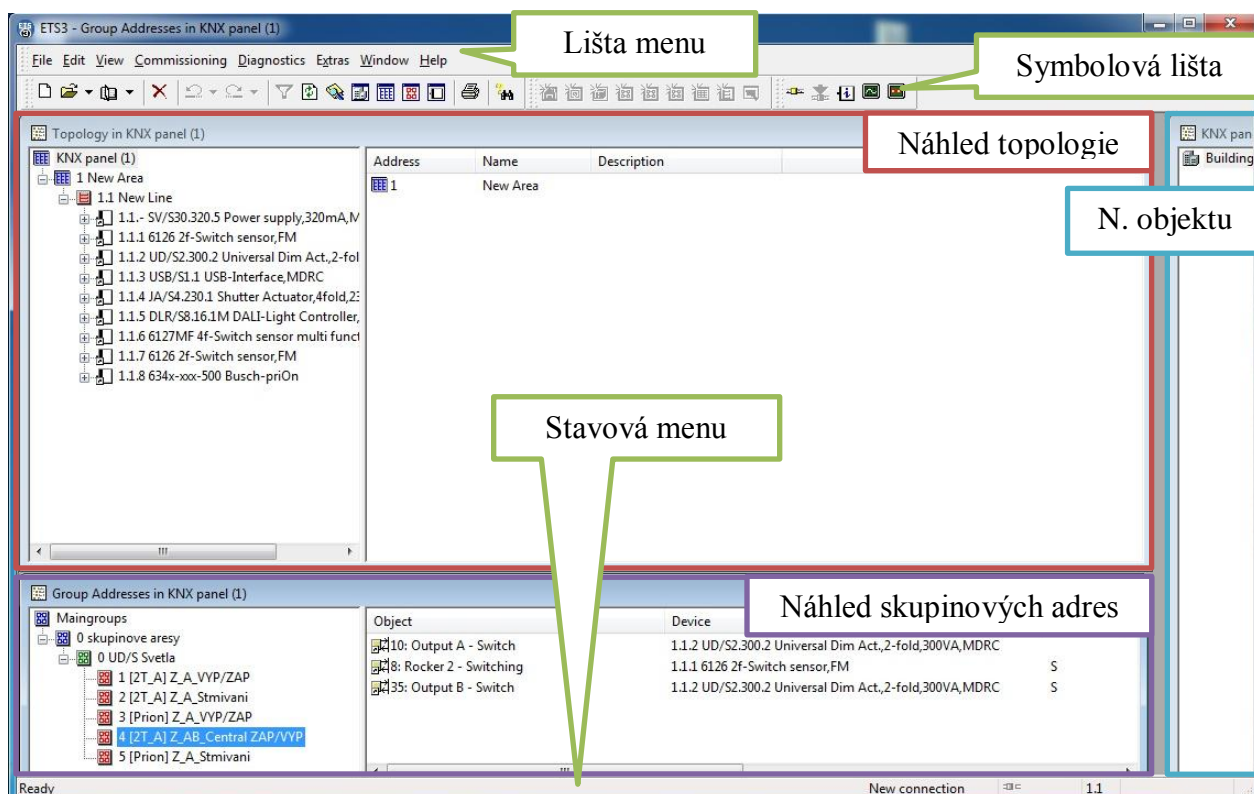 ETS3 - Group Addresses in KNX panel (1)
Lišta menu
File Edit View Commissioning Diagnostics Extras Window Help
Symbolová lišta
Topology in KNX panel (1)
Náhled topologie
KNX pan
KNX panel (1)
1 New Area
1.1 New Line
1.1.- SV/S30.320.5 Power supply,320mA,M
1.1.1 6126 2f-Switch sensor,FM
1.1.2 UD/S2.300.2 Universal Dim Act.,2-fol
1.1.3 USB/S1.1 USB-Interface,MDRC
1.1.4 JA/S4.230.1 Shutter Actuator,4fold,23
1.1.5 DLR/S8.16.1M DALI-Light Controller,
1.1.6 6127MF 4f-Switch sensor multi funct
1.1.7 6126 2f-Switch sensor,FM
1.1.8 634x-xxx-500 Busch-priOn
Address Name Description
1 New Area
Building
N. objektu
Stavová menu
Group Addresses in KNX panel (1)
Náhled skupinových adres
Maingroups
0 skupinove aresy
0 UD/S Svetla
1 [2T_A] Z_A_VYP/ZAP
2 [2T_A] Z_A_Stmivani
3 [Prion] Z_A_VYP/ZAP
4 [2T_A] Z_AB_Central ZAP/VYP
5 [Prion] Z_A_Stmivani
Object Device
10: Output A - Switch 1.1.2 UD/S2.300.2 Universal Dim Act.,2-fold,300VA,MDRC
8: Rocker 2 - Switching 1.1.1 6126 2f-Switch sensor,FM S
35: Output B - Switch 1.1.2 UD/S2.300.2 Universal Dim Act.,2-fold,300VA,MDRC S
Ready New connection 1.1